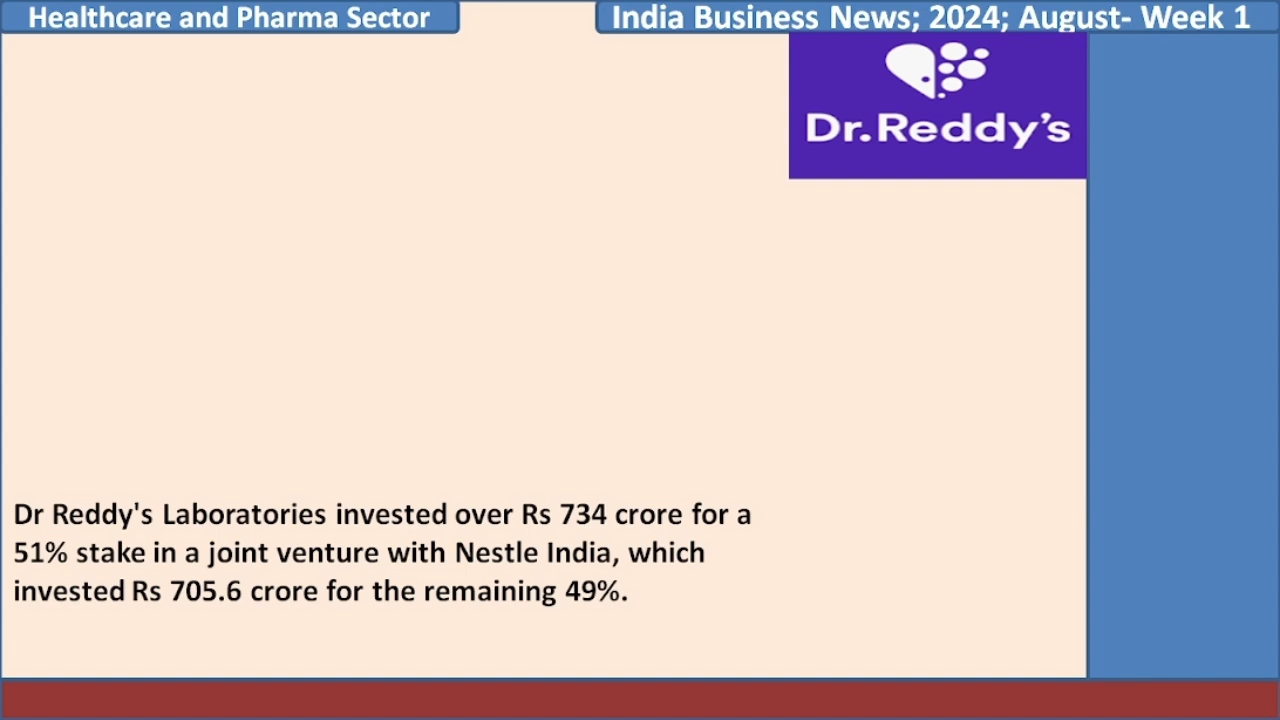 Healthcare and Pharma Sector
India Business News; 2024; August- Week 1
Dr.Reddy's
Dr Reddy's Laboratories invested over Rs 734 crore for a
51% stake in a joint venture with Nestle India, which
invested Rs 705.6 crore for the remaining 49%.